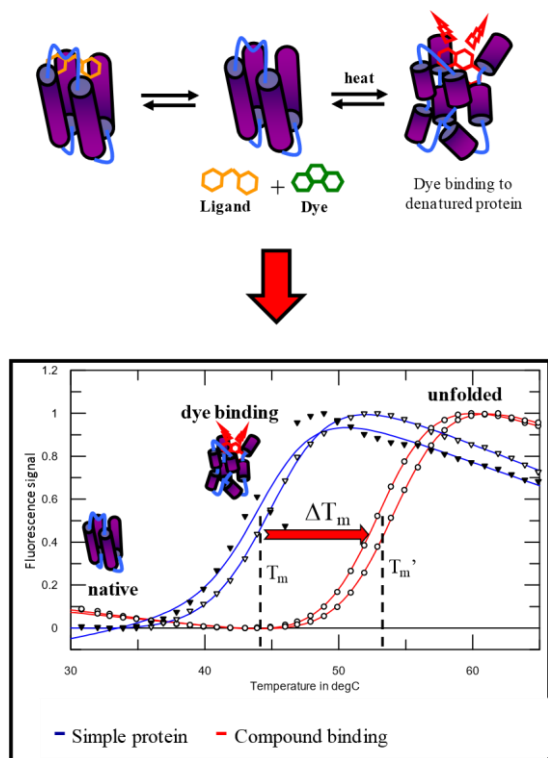 heat
+
Ligand
Dye
Dye binding to
denatured protein
1.2
1
0.8
0.6
0.4
0.2
0
Fluorescence signal
dye binding
unfolded
native
ΔTm
Tm
Tm'
30
40
50
60
Temperature in degC
Simple protein
Compound binding